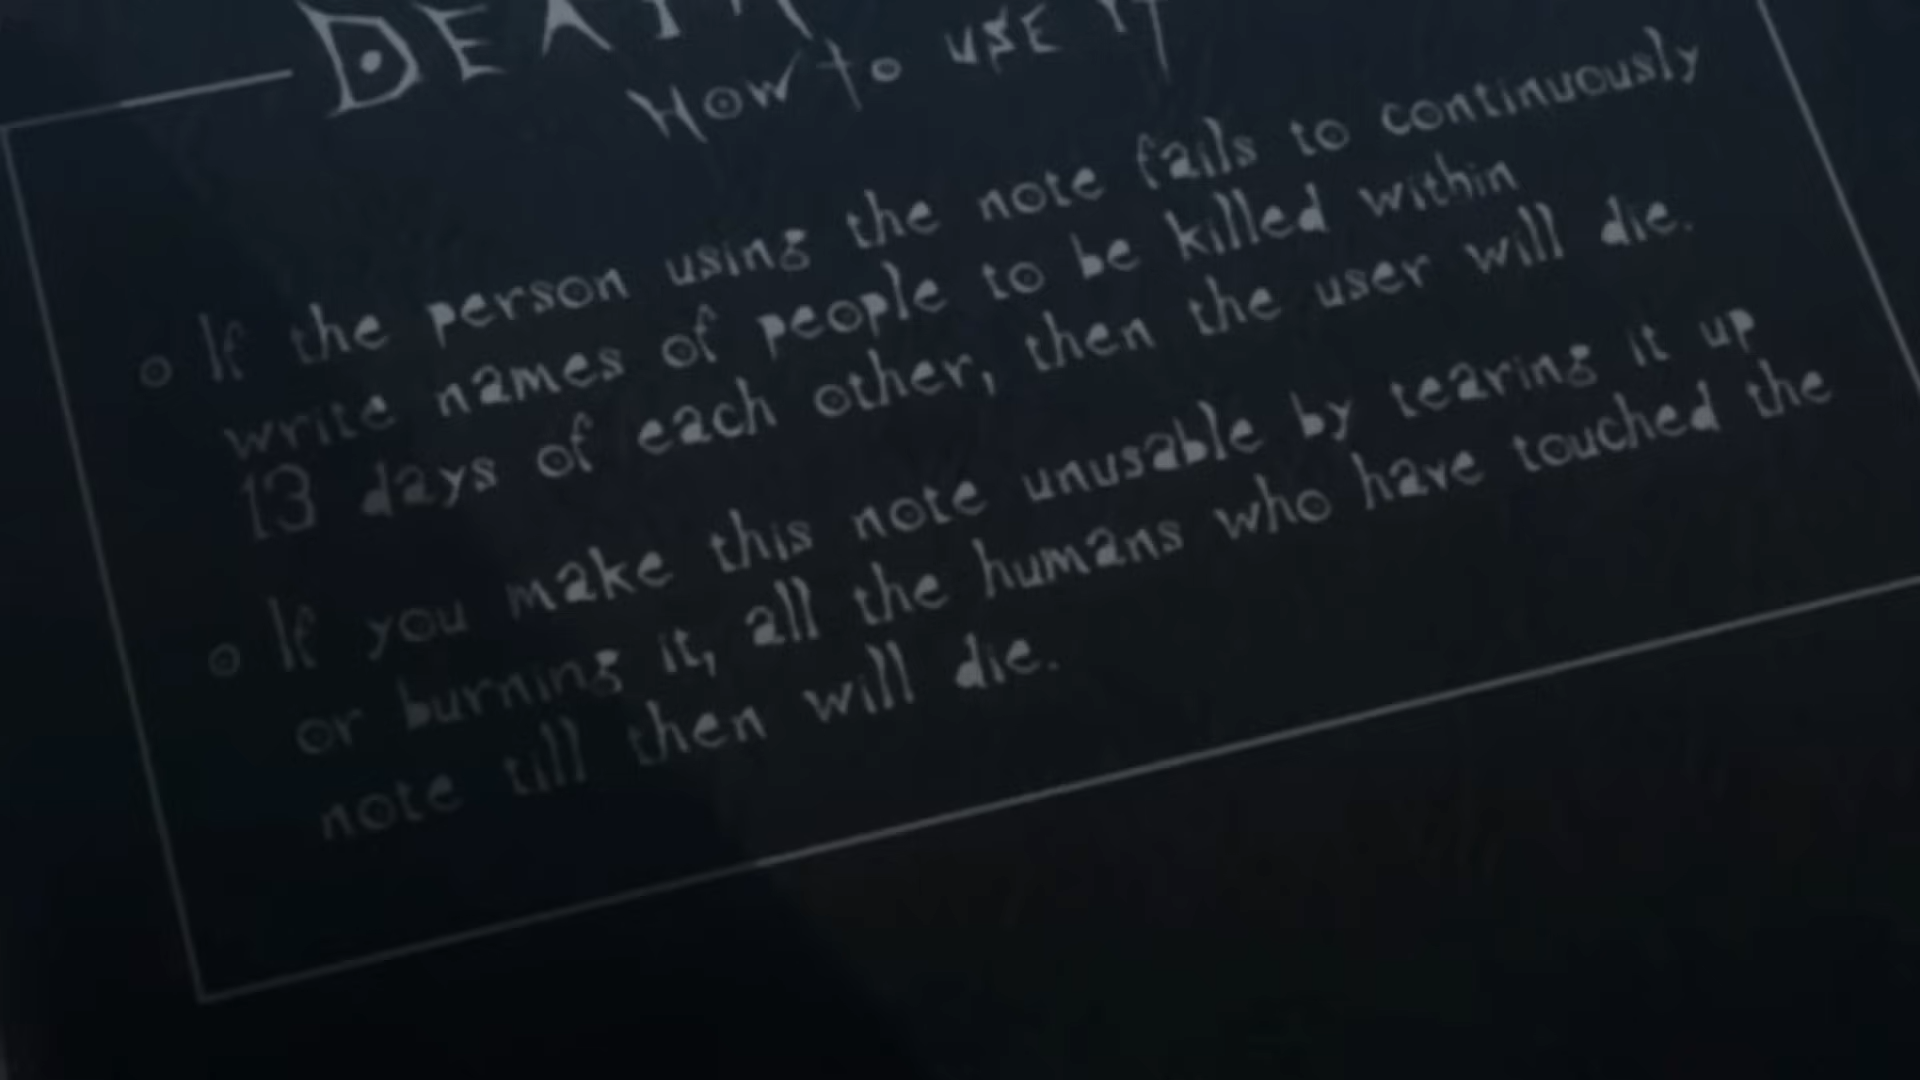 DEATH
How to USE IT
If the person using the note fails to continuously
write names of people to be killed within
13 days of each other, then the user will die.
If you make this note unusable by tearing it up
or burning it, all the humans who have touched the
note till then will die.